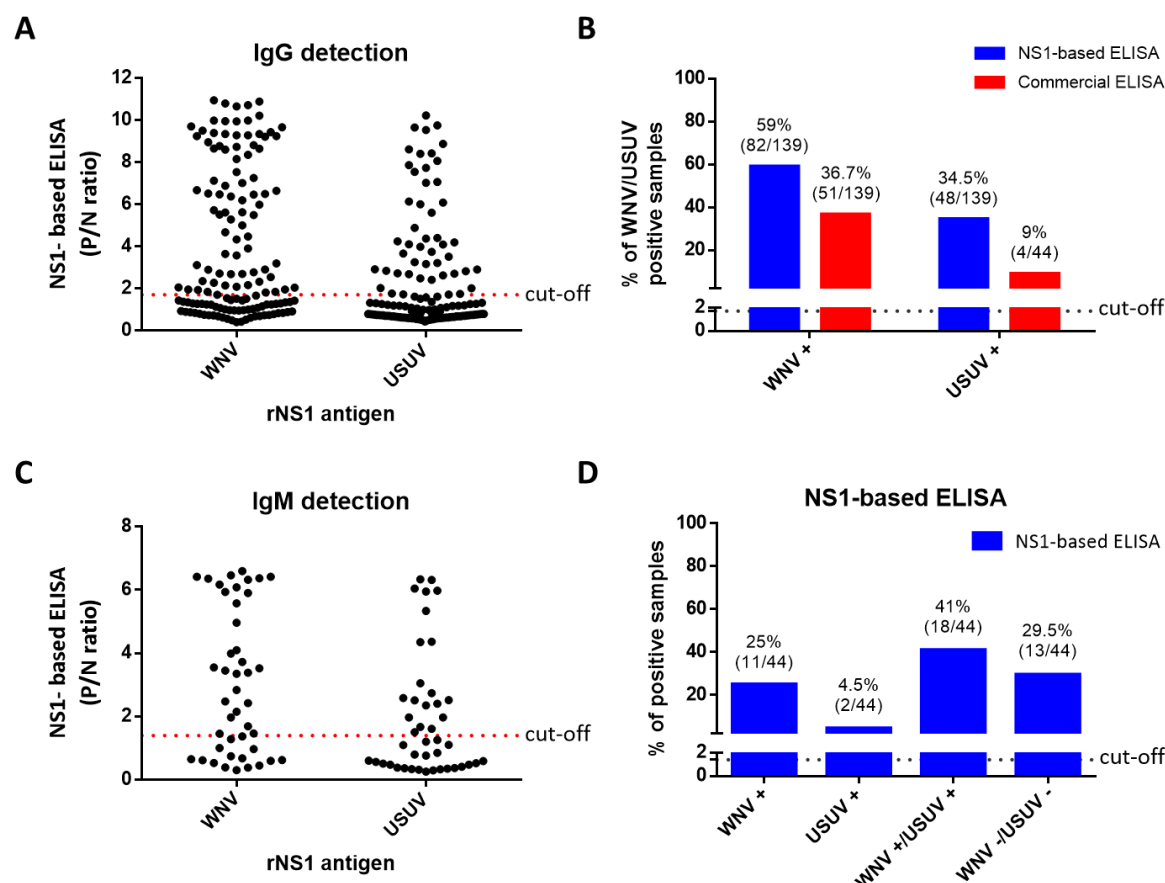 A
IgG detection
NS1- based ELISA
(P/N ratio)
12
10
8
6
4
2
0
cut-off
WNV
USUV
rNS1 antigen
B
NS1-based ELISA
Commercial ELISA
% of WNV/USUV
positive samples
100
80
60
40
20
2
0
59%
(82/139)
36.7%
(51/139)
34.5%
(48/139)
9%
(4/44)
cut-off
WNV +
USUV +
C
IgM detection
NS1- based ELISA
(P/N ratio)
8
6
4
2
0
cut-off
WNV
USUV
rNS1 antigen
D
NS1-based ELISA
NS1-based ELISA
% of positive samples
100
80
60
40
20
2
0
25%
(11/44)
4.5%
(2/44)
41%
(18/44)
29.5%
(13/44)
cut-off
WNV +
USUV +
WNV +/USUV +
WNV -/USUV -